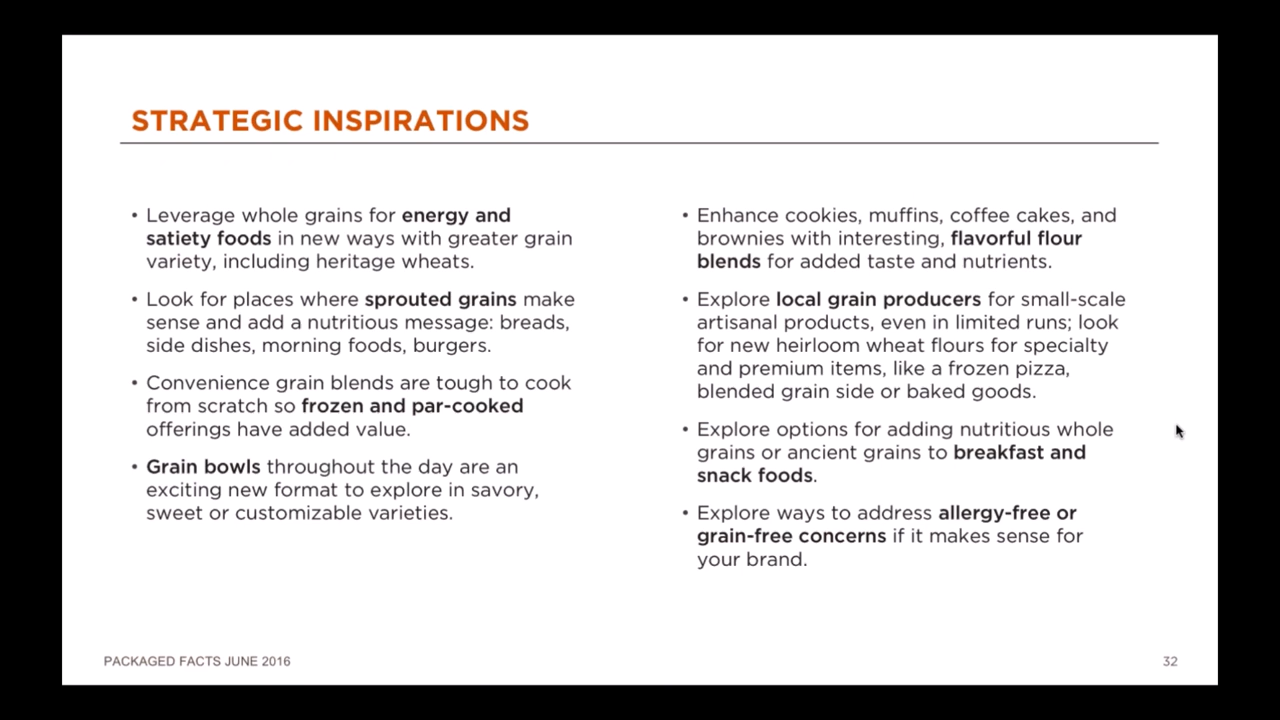 STRATEGIC INSPIRATIONS
• Leverage whole grains for energy and
satiety foods in new ways with greater grain
variety, including heritage wheats.
• Look for places where sprouted grains make
sense and add a nutritious message: breads,
side dishes, morning foods, burgers.
• Convenience grain blends are tough to cook
from scratch so frozen and par-cooked
offerings have added value.
• Grain bowls throughout the day are an
exciting new format to explore in savory,
sweet or customizable varieties.
• Enhance cookies, muffins, coffee cakes, and
brownies with interesting, flavorful flour
blends for added taste and nutrients.
• Explore local grain producers for small-scale
artisanal products, even in limited runs; look
for new heirloom wheat flours for specialty
and premium items, like a frozen pizza,
blended grain side or baked goods.
• Explore options for adding nutritious whole
grains or ancient grains to breakfast and
snack foods.
• Explore ways to address allergy-free or
grain-free concerns if it makes sense for
your brand.
PACKAGED FACTS JUNE 2016
32